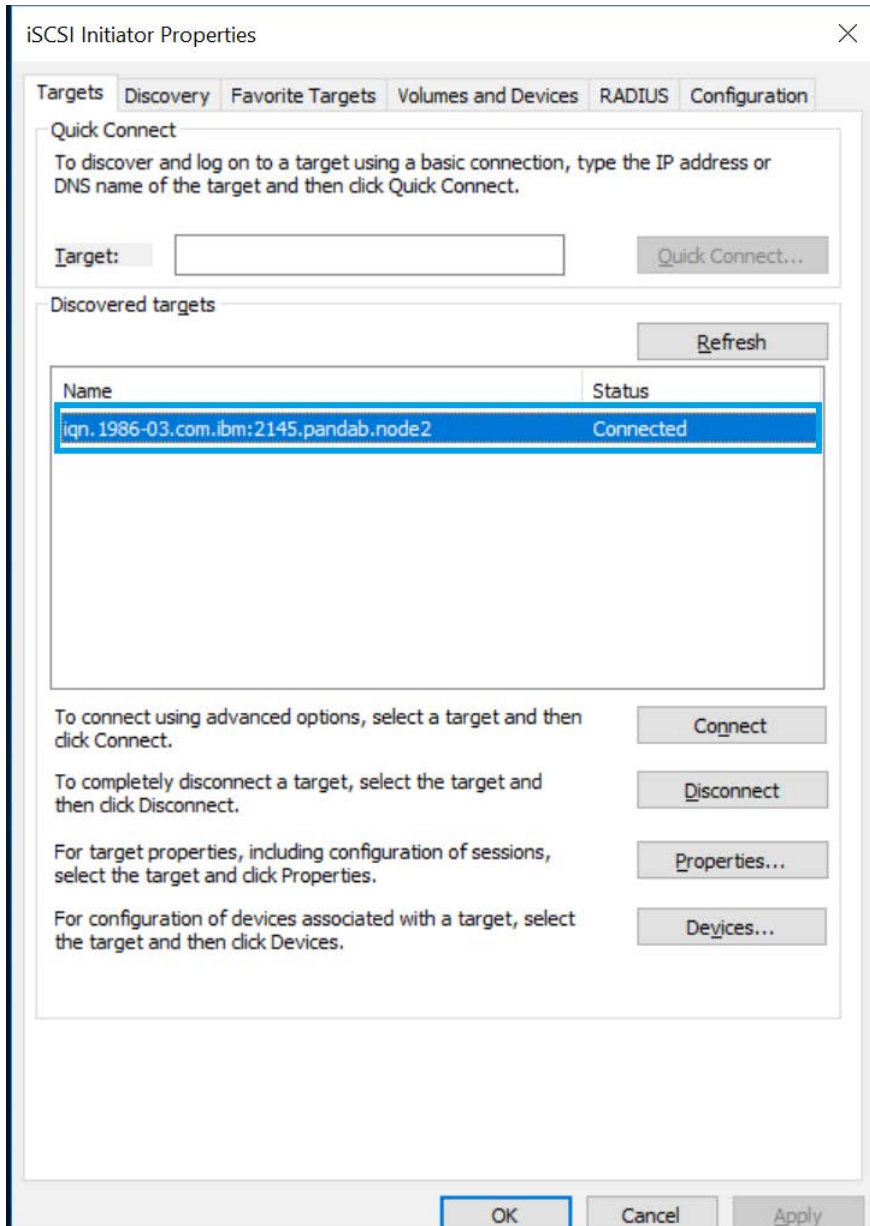 iSCSI Initiator Properties
Targets Discovery Favorite Targets Volumes and Devices RADIUS Configuration
Quick Connect
To discover and log on to a target using a basic connection, type the IP address or
DNS name of the target and then click Quick Connect.
Target:
Quick Connect...
Discovered targets
Refresh
Name Status
iqn.1986-03.com.ibm:2145.pandab.node2 Connected
To connect using advanced options, select a target and then
click Connect.
Connect
To completely disconnect a target, select the target and
then click Disconnect.
Disconnect
For target properties, including configuration of sessions,
select the target and click Properties.
Properties...
For configuration of devices associated with a target, select
the target and then click Devices.
Devices...
OK Cancel Apply